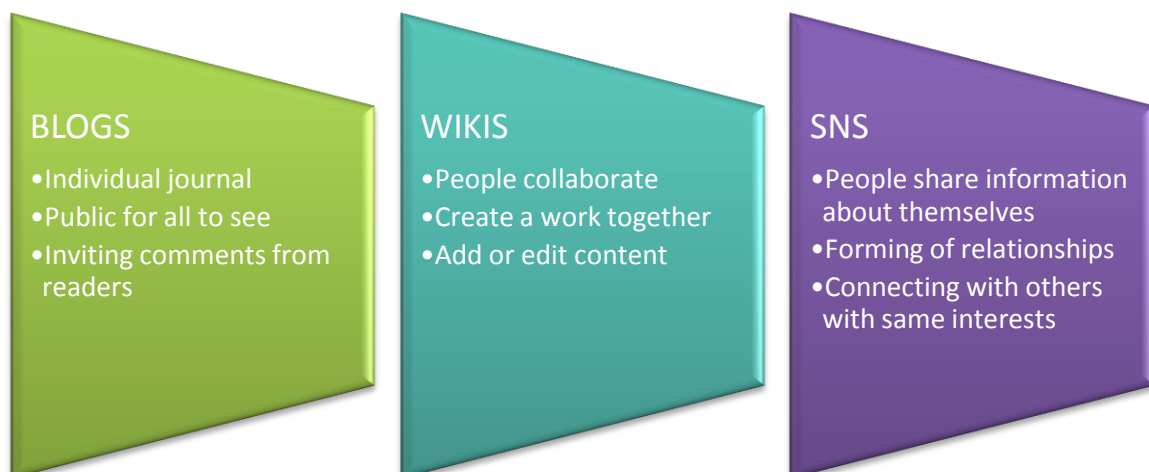 BLOGS
•Individual journal
•Public for all to see
•Inviting comments from
readers
WIKIS
•People collaborate
•Create a work together
•Add or edit content
SNS
•People share information
about themselves
•Forming of relationships
•Connecting with others
with same interests